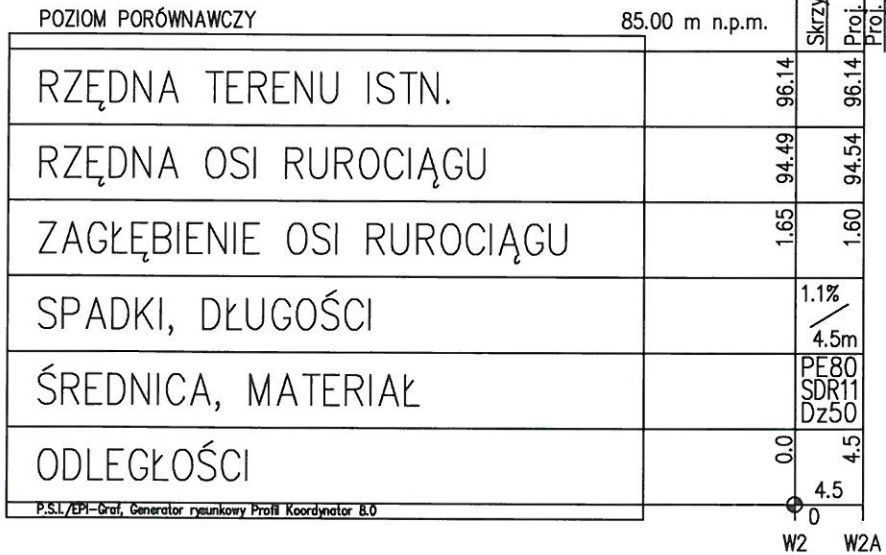 POZIOM PORÓWNAWCZY 85.00 m n.p.m.
Skrzy
Proj.
Proj.
RZĘDNA TERENU ISTN. 96.14 96.14
RZĘDNA OSI RUROCIĄGU 94.49 94.54
ZAGŁĘBIENIE OSI RUROCIĄGU 1.65 1.60
SPADKI, DŁUGOŚCI 1.1%
4.5m
ŚREDNICA, MATERIAŁ PE80
SDR11
Dz50
ODLEGŁOŚCI 0.0 4.5
4.5
P.S.I./EPI-Graf, Generator rysunkowy Profil Koordynator 8.0
0
W2 W2A